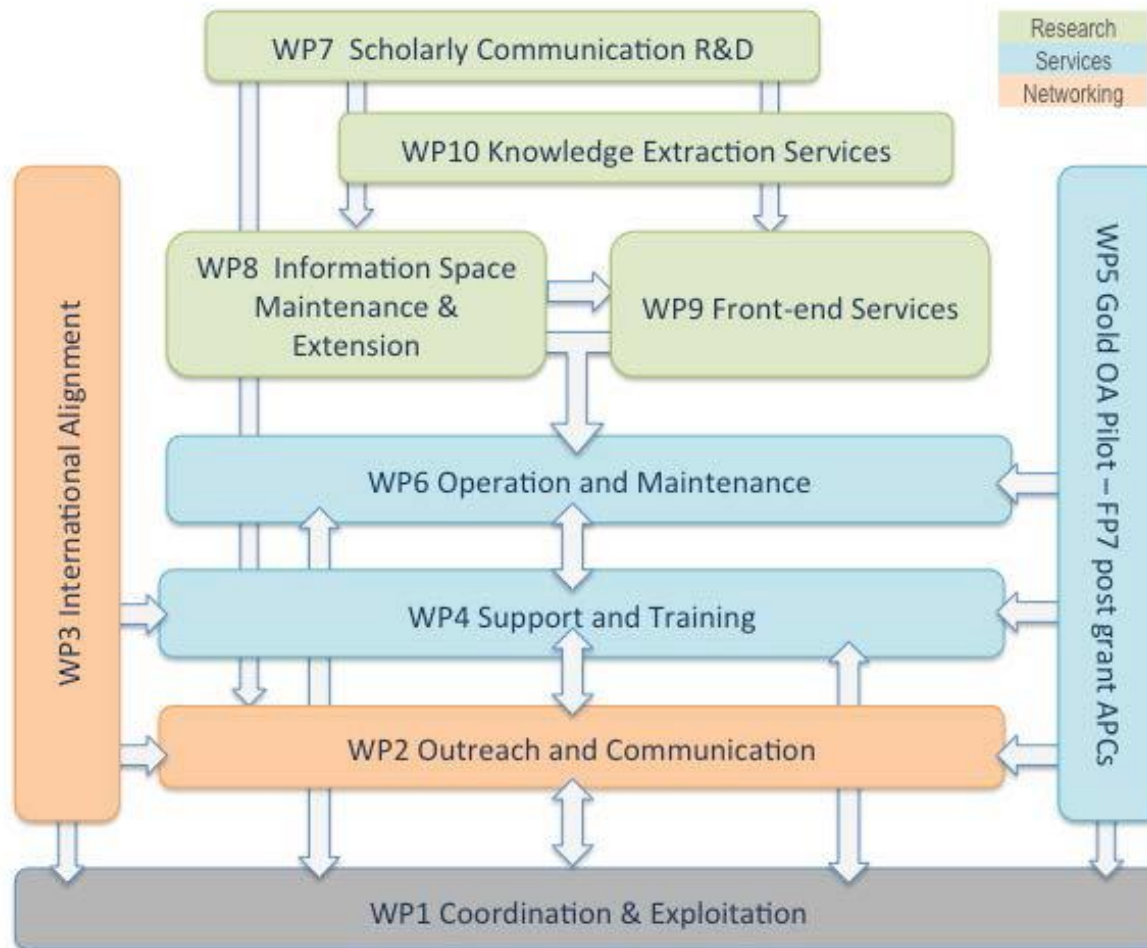 WP7 Scholarly Communication R&D
Research
Services
Networking
WP10 Knowledge Extraction Services
WP8 Information Space
Maintenance &
Extension
WP9 Front-end Services
WP3 International Alignment
WP5 Gold OA Pilot – FP7 post grant APCs
WP6 Operation and Maintenance
WP4 Support and Training
WP2 Outreach and Communication
WP1 Coordination & Exploitation